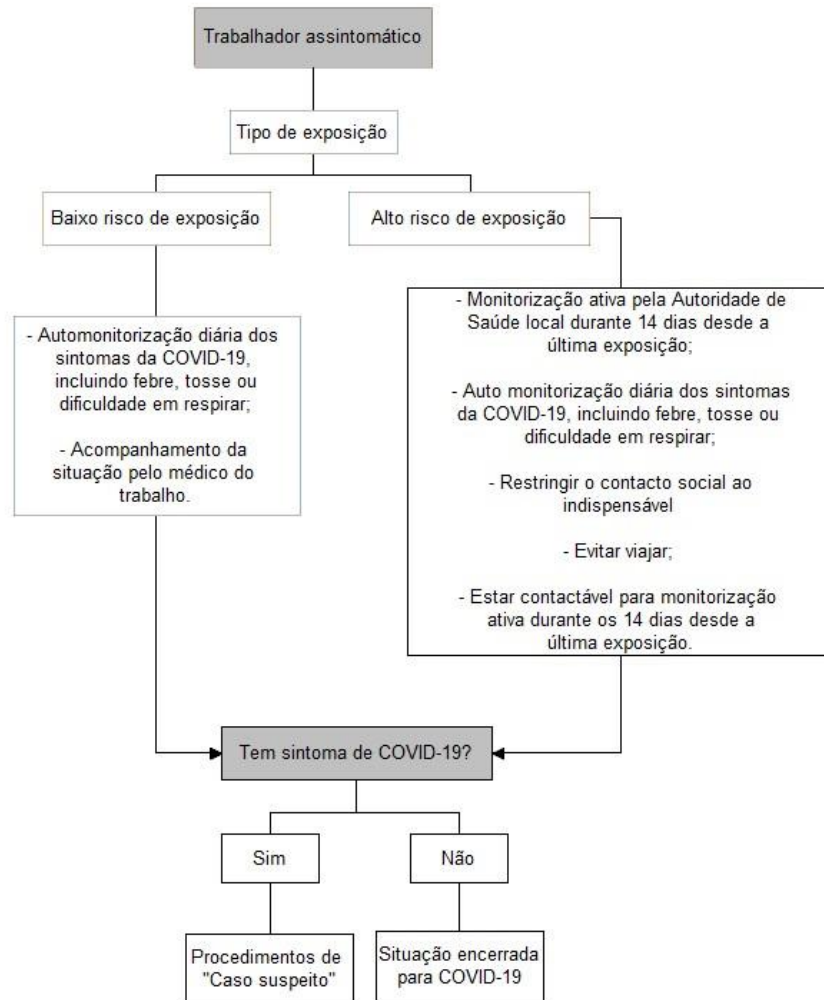 Trabalhador assintomático
Tipo de exposição
Baixo risco de exposição
Alto risco de exposição
- Automonitorização diária dos
sintomas da COVID-19,
incluindo febre, tosse ou
dificuldade em respirar;
- Acompanhamento da
situação pelo médico do
trabalho.
- Monitorização ativa pela Autoridade de
Saúde local durante 14 dias desde a
última exposição;
- Auto monitorização diária dos sintomas
da COVID-19, incluindo febre, tosse ou
dificuldade em respirar;
- Restringir o contacto social ao
indispensável
- Evitar viajar;
- Estar contactável para monitorização
ativa durante os 14 dias desde a
última exposição.
Tem sintoma de COVID-19?
Sim
Não
Procedimentos de
"Caso suspeito"
Situação encerrada
para COVID-19